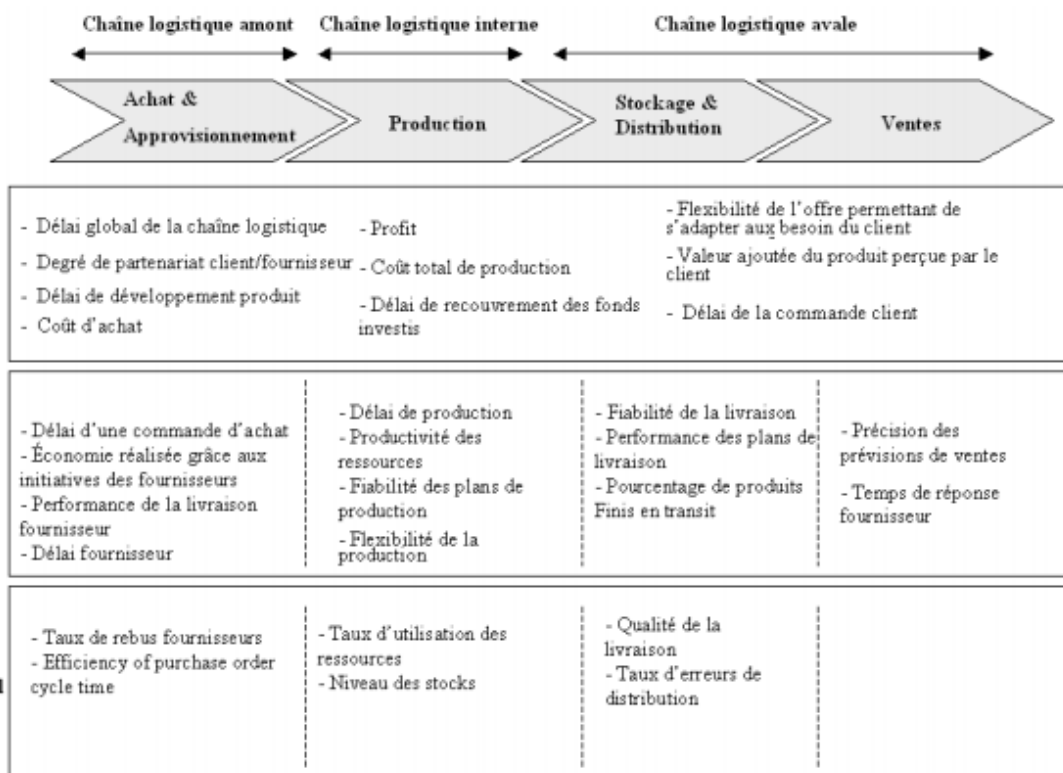 Chaîne logistique amont
Chaîne logistique interne
Chaîne logistique avale
Achat &
Approvisionnement
Production
Stockage &
Distribution
Ventes
- Délai global de la chaîne logistique
- Degré de partenariat client/fournisseur
- Délai de développement produit
- Coût d'achat
- Profit
- Coût total de production
- Délai de recouvrement des fonds
investis
- Flexibilité de l'offre permettant de
s'adapter aux besoin du client
- Valeur ajoutée du produit perçue par le
client
- Délai de la commande client
- Délai d'une commande d'achat
- Économie réalisée grâce aux
initiatives des fournisseurs
- Performance de la livraison
fournisseur
- Délai fournisseur
- Délai de production
- Productivité des
ressources
- Fiabilité des plans de
production
- Flexibilité de la
production
- Fiabilité de la livraison
- Performance des plans de
livraison
- Pourcentage de produits
Finis en transit
- Précision des
prévisions de ventes
- Temps de réponse
fournisseur
- Taux de rebus fournisseurs
- Efficiency of purchase order
cycle time
- Taux d'utilisation des
ressources
- Niveau des stocks
- Qualité de la
livraison
- Taux d'erreurs de
distribution